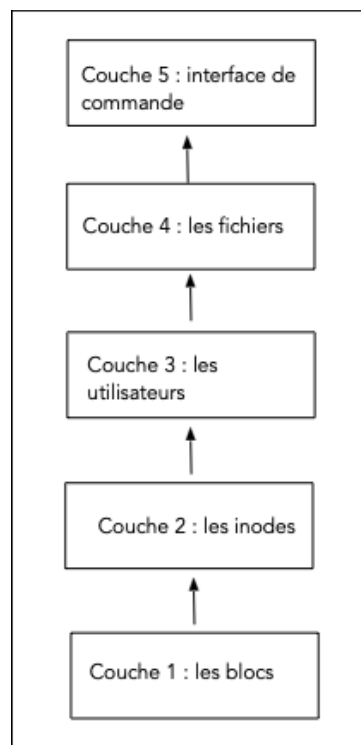 Couche 5 : interface de
commande
Couche 4 : les fichiers
Couche 3 : les
utilisateurs
Couche 2 : les inodes
Couche 1 : les blocs